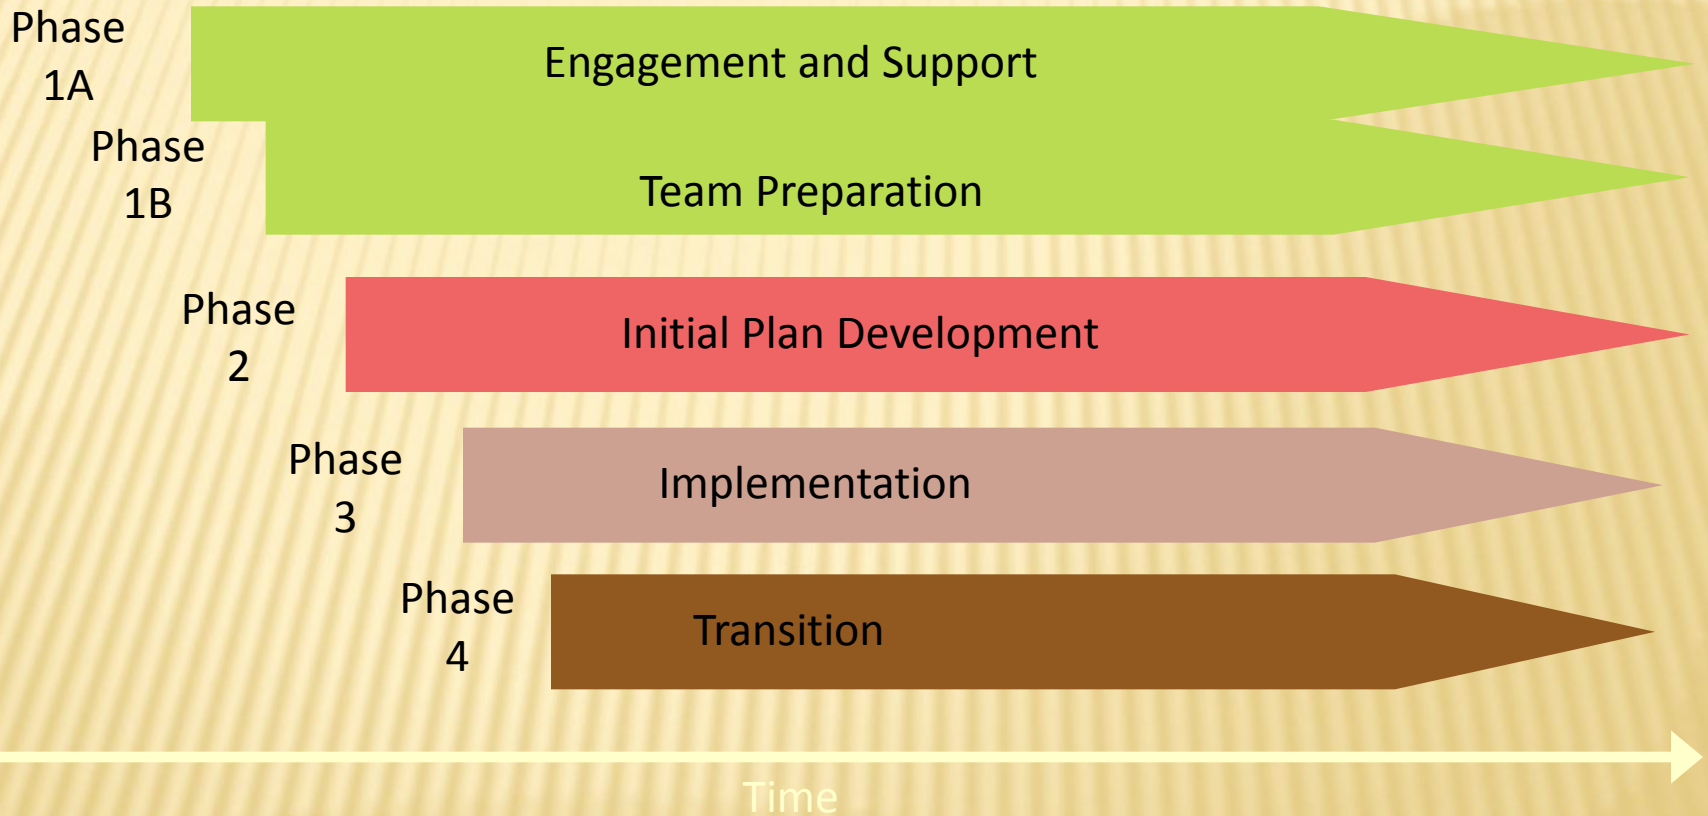 Phase
1A
Engagement and Support
Phase
1B
Team Preparation
Phase
2
Initial Plan Development
Phase
3
Implementation
Phase
4
Transition
Time